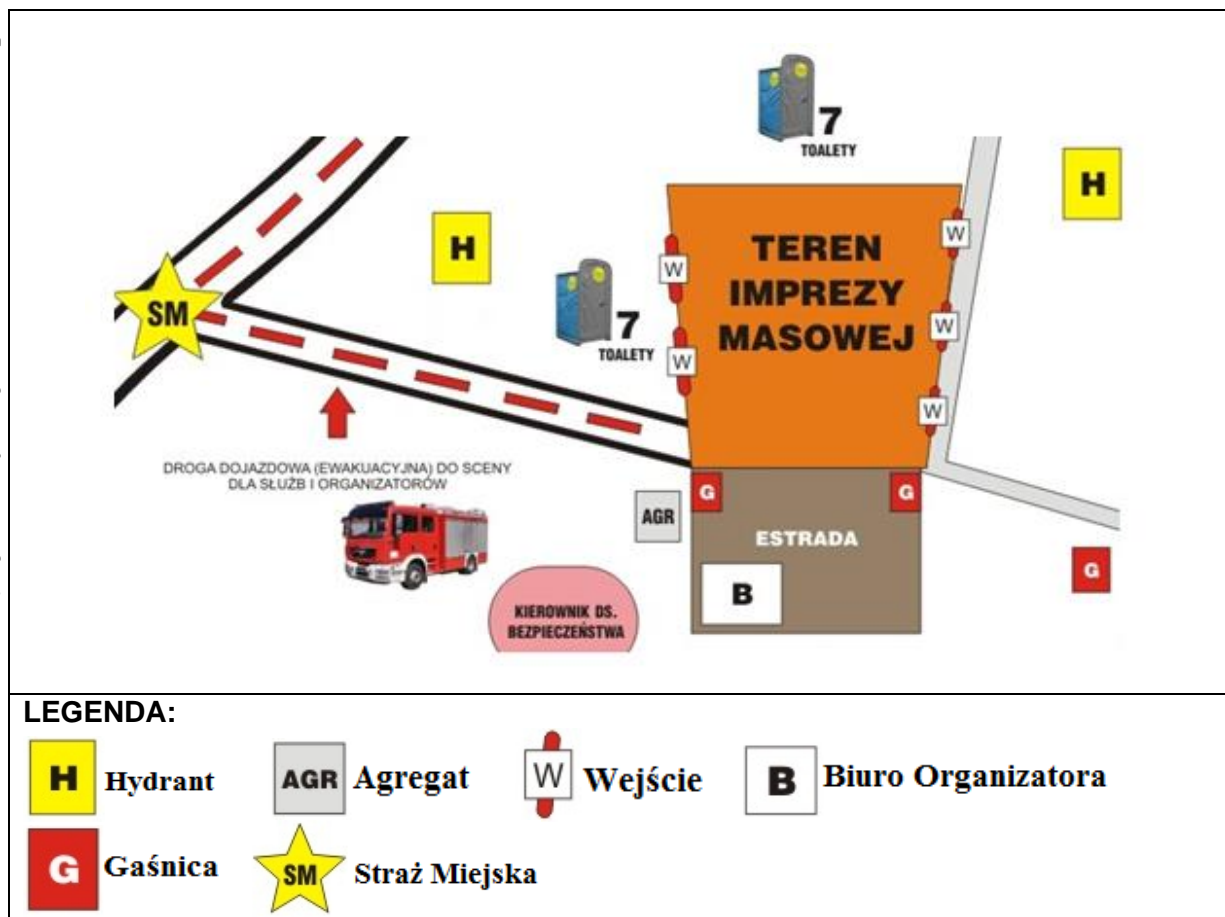 7
TOALETY
H
H
TEREN
IMPREZY
MASOWEJ
W
W
W
W
W
SM
7
TOALETY
DROGA DOJAZDOWA (EWAKUACYJNA) DO SCENY
DLA SŁUŻB I ORGANIZATORÓW
G
G
AGR
ESTRADA
G
B
KIEROWNIK DS.
BEZPIECZEŃSTWA
LEGENDA:
H Hydrant
AGR Agregat
W Wejście
B Biuro Organizatora
G Gaśnica
SM Straż Miejska